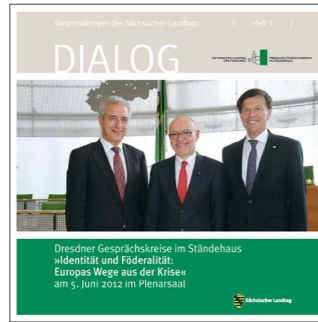 Veranstaltungen des Sächsischen Landtags | Heft 3 |
DIALOG
Dresdner Gesprächskreise im Ständehaus
»Identität und Föderalität:
Europas Wege aus der Krise«
am 5. Juni 2012 im Plenarsaal
Sächsischer Landtag